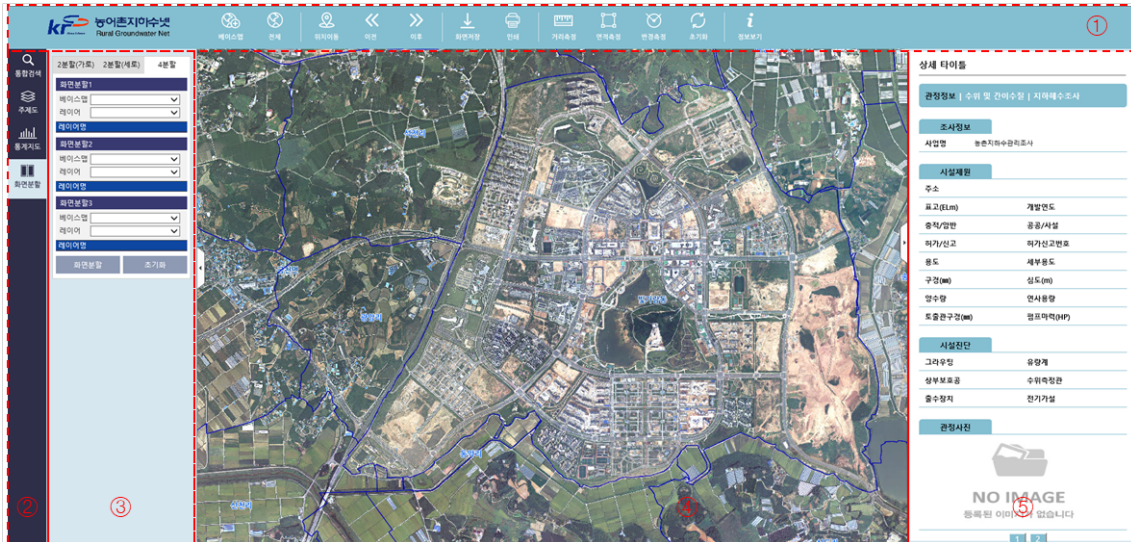 KRC 농어촌지하수넷
Rural Groundwater Net
베이스맵 전체 위치이동 이전 이후 화면저장 인쇄 거리측정 면적측정 반경측정 초기화 정보보기
①
통합검색
주제도
통계지도
화면분할
②
2분할(가로) 2분할(세로) 4분할
화면분할1
베이스맵
레이어
레이어명
화면분할2
베이스맵
레이어
레이어명
화면분할3
베이스맵
레이어
레이어명
화면분할 초기화
③
④
상세 타이틀
관정정보 | 수위 및 간이수질 | 지하해수조사
조사정보
사업명 농촌지하수관리조사
시설제원
주소
표고(ELm) 개발연도
충적/암반 공공/사설
허가/신고 허가신고번호
용도 세부용도
구경(㎜) 심도(m)
양수량 연사용량
토출관구경(㎜) 펌프마력(HP)
시설진단
그라우팅 유량계
상부보호공 수위측정관
출수장치 전기가설
관정사진
NO IMAGE
등록된 이미지가 없습니다
⑤
1 2